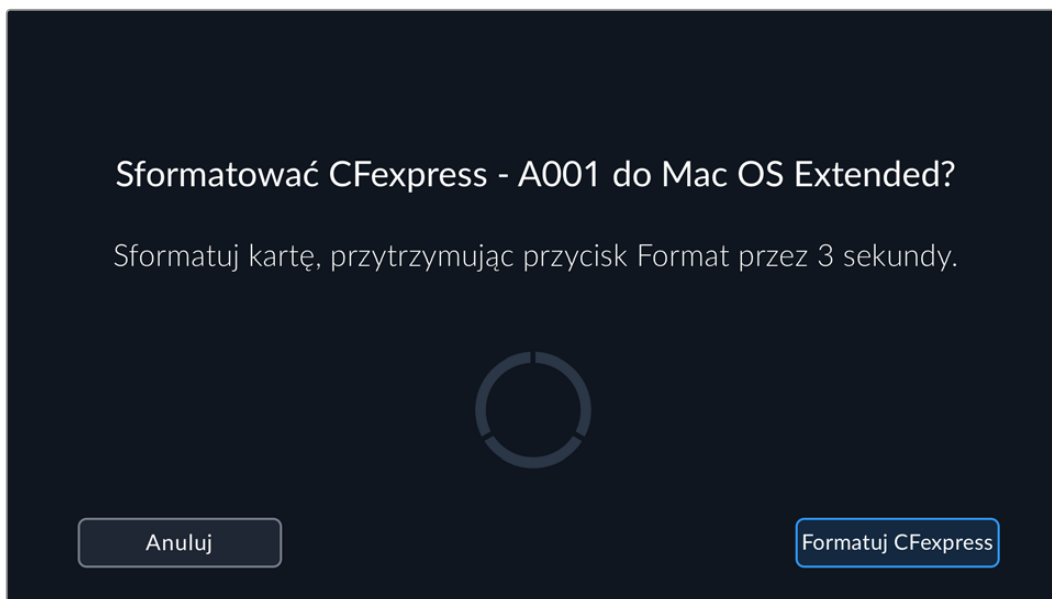 Sformatować CFexpress - A001 do Mac OS Extended?
Sformatuj kartę, przytrzymując przycisk Format przez 3 sekundy.
Anuluj
Formatuj CFexpress